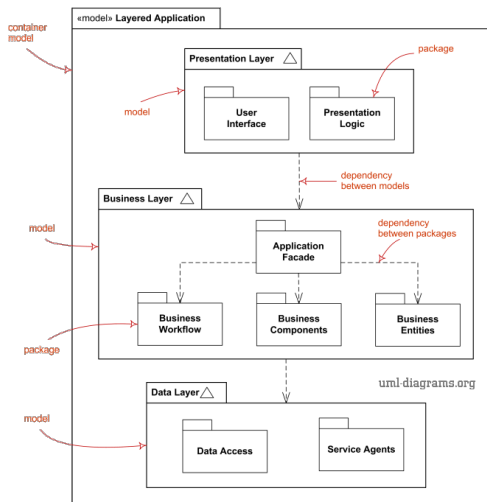 «model» Layered Application
container
model
Presentation Layer
package
User
Interface
Presentation
Logic
model
dependency
between models
Business Layer
dependency
between packages
model
Application
Facade
Business
Workflow
Business
Components
Business
Entities
package
uml-diagrams.org
Data Layer
model
Data Access
Service Agents